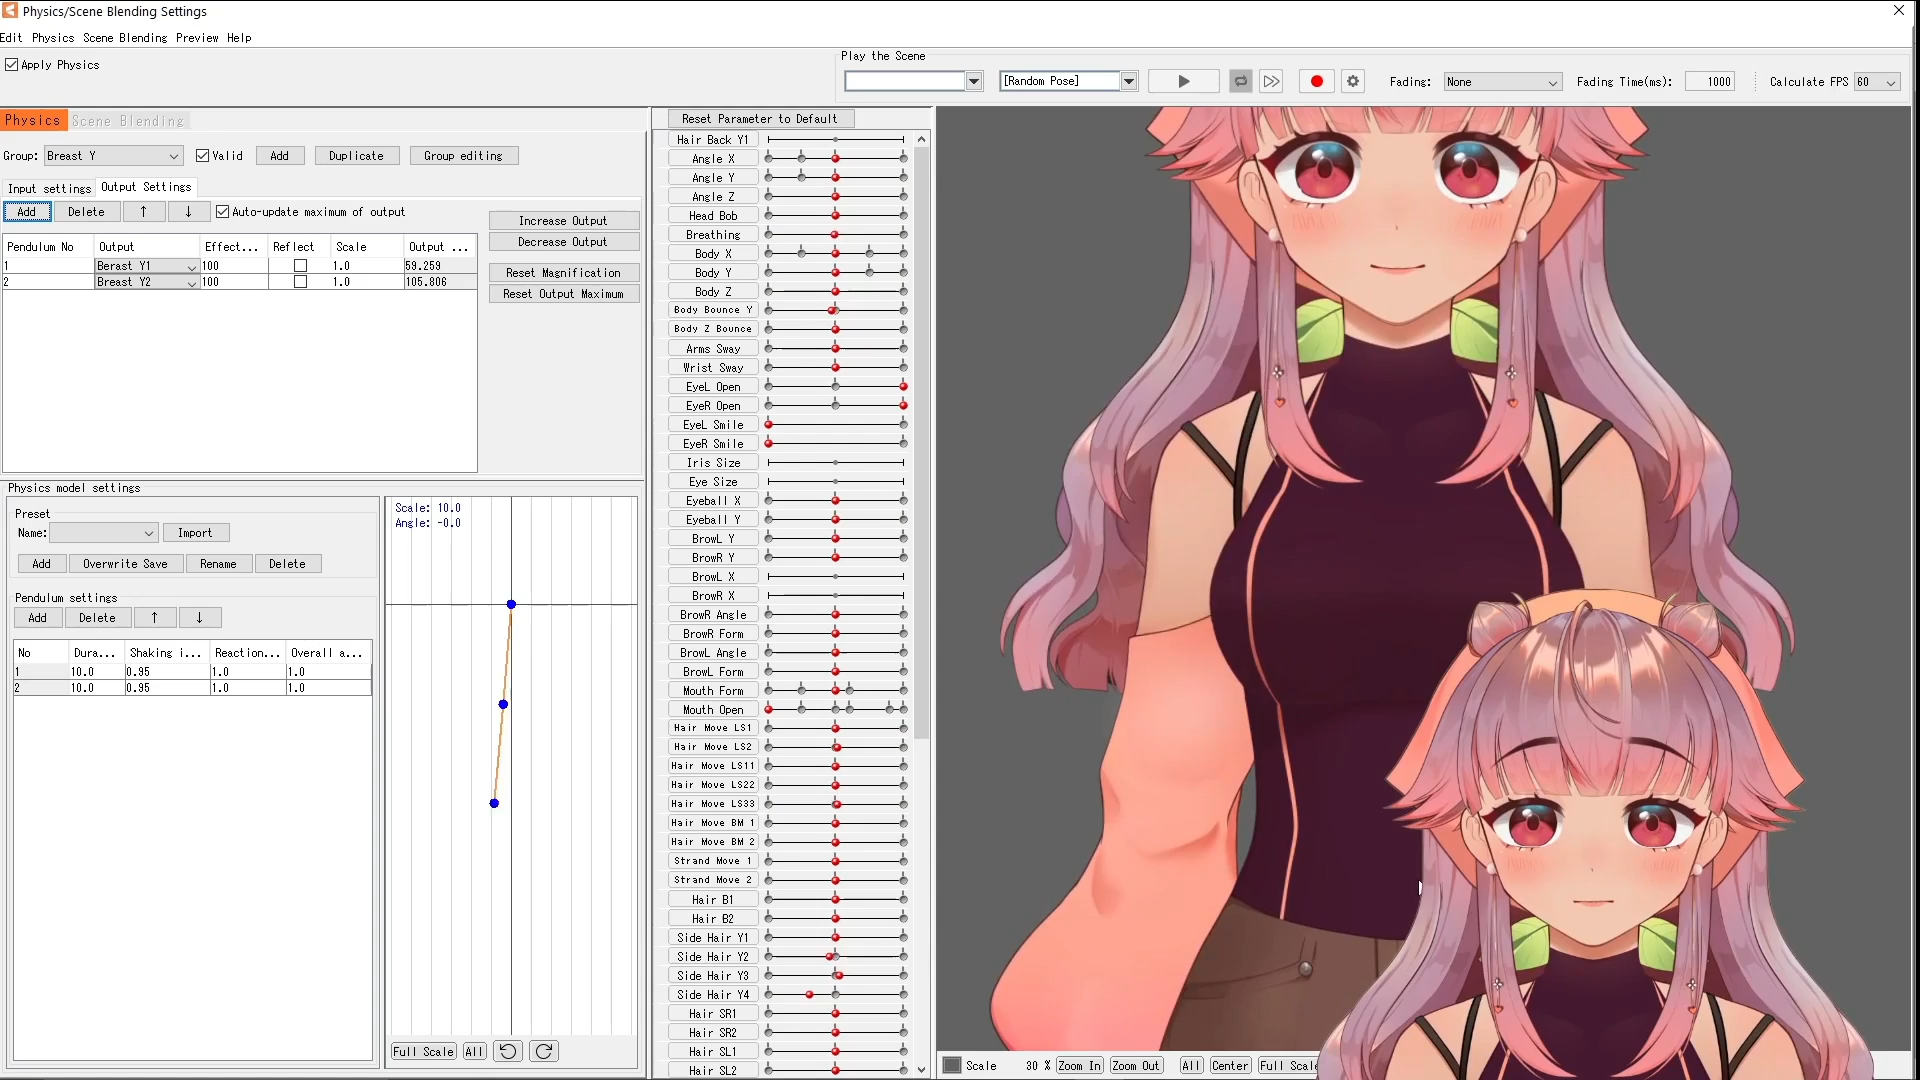 Physics/Scene Blending Settings
Edit Physics Scene Blending Preview Help
Apply Physics
Play the Scene
[Random Pose]
Fading: None
Fading Time(ms): 1000
Calculate FPS 60
Physics Scene Blending
Group: Breast Y
Valid
Add
Duplicate
Group editing
Input settings Output Settings
Add Delete ↑ ↓
Auto-update maximum of output
Increase Output
Decrease Output
Reset Magnification
Reset Output Maximum
Pendulum No Output Effect... Reflect Scale Output ...
1 Berast Y1 100 1.0 59.259
2 Breast Y2 100 1.0 105.806
Physics model settings
Preset
Name: Import
Add Overwrite Save Rename Delete
Pendulum settings
Add Delete ↑ ↓
No Dura... Shaking i... Reaction... Overall a...
1 10.0 0.95 1.0 1.0
2 10.0 0.95 1.0 1.0
Scale: 10.0
Angle: -0.0
Full Scale All
Reset Parameter to Default
Hair Back Y1
Angle X
Angle Y
Angle Z
Head Bob
Breathing
Body X
Body Y
Body Z
Body Bounce Y
Body Z Bounce
Arms Sway
Wrist Sway
EyeL Open
EyeR Open
EyeL Smile
EyeR Smile
Iris Size
Eye Size
Eyeball X
Eyeball Y
BrowL Y
BrowR Y
BrowL X
BrowR X
BrowR Angle
BrowR Form
BrowL Angle
BrowL Form
Mouth Form
Mouth Open
Hair Move LS1
Hair Move LS2
Hair Move LS11
Hair Move LS22
Hair Move LS33
Hair Move BM 1
Hair Move BM 2
Strand Move 1
Strand Move 2
Hair B1
Hair B2
Side Hair Y1
Side Hair Y2
Side Hair Y3
Side Hair Y4
Hair SR1
Hair SR2
Hair SL1
Hair SL2
Scale 30 % Zoom In Zoom Out All Center Full Scale